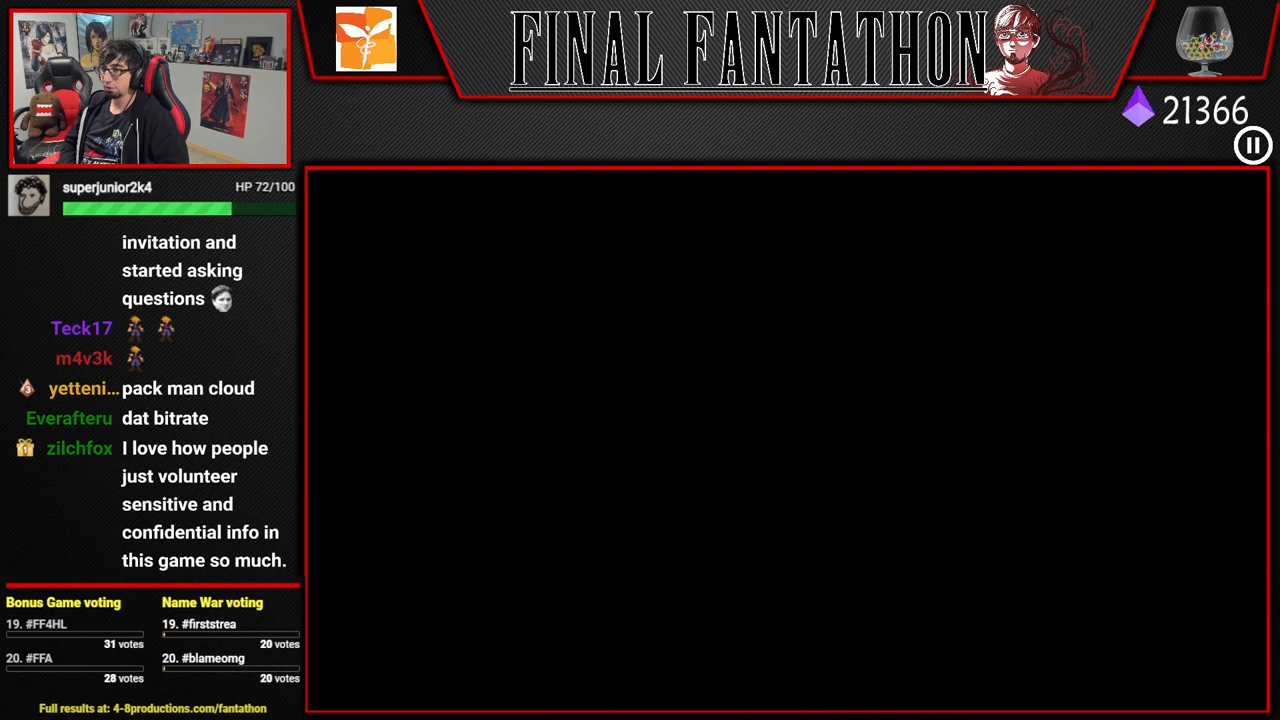 FINAL FANTATHON
21366
superjunior2k4 HP 72/100
invitation and
started asking
questions
Teck17
m4v3k
yetteni… pack man cloud
Everafteru dat bitrate
zilchfox I love how people
just volunteer
sensitive and
confidential info in
this game so much.
Bonus Game voting
19. #FF4HL
31 votes
20. #FFA
28 votes
Name War voting
19. #firststrea
20 votes
20. #blameomg
20 votes
Full results at: 4-8productions.com/fantathon